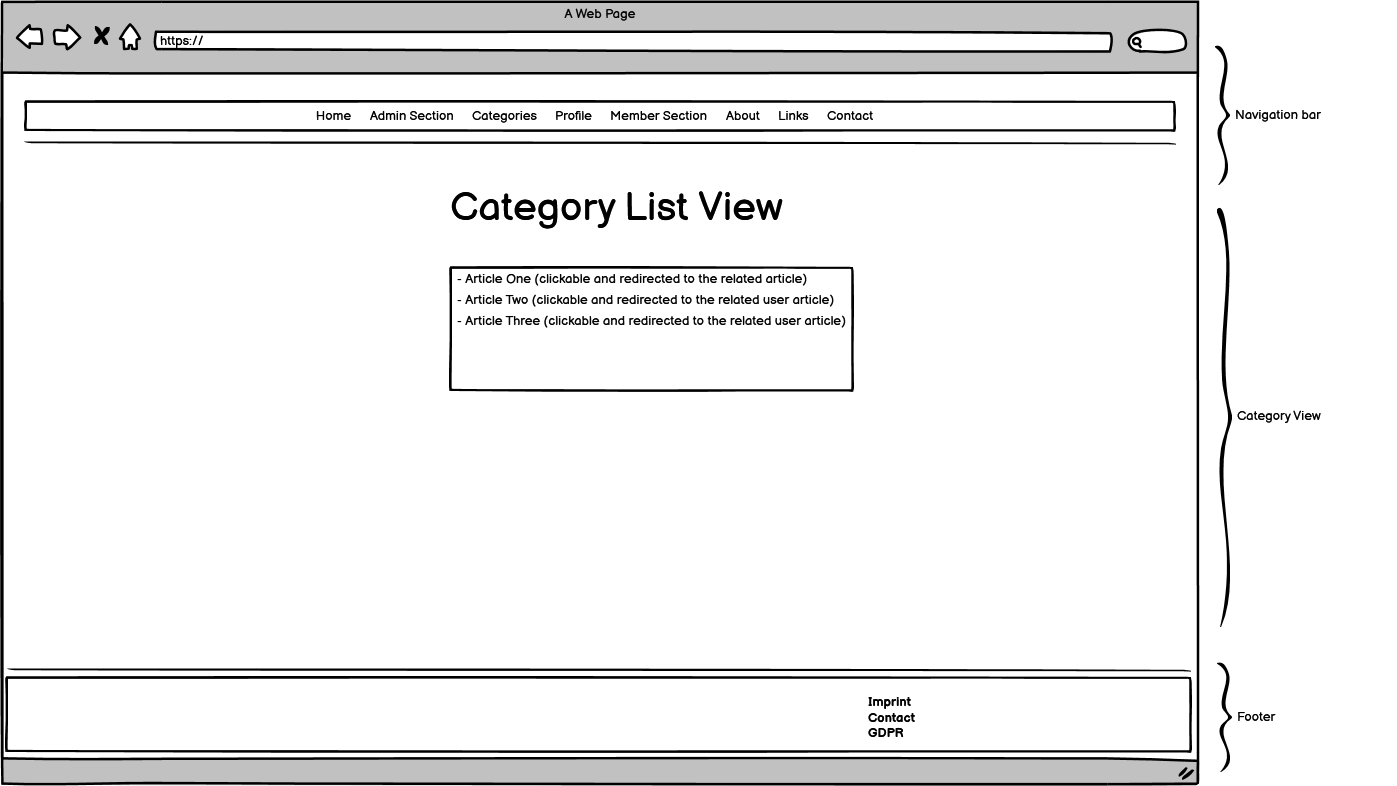 A Web Page
https://
Home Admin Section Categories Profile Member Section About Links Contact
Navigation bar
Category List View
- Article One (clickable and redirected to the related article)
- Article Two (clickable and redirected to the related user article)
- Article Three (clickable and redirected to the related user article)
Category View
Imprint
Contact
GDPR
Footer